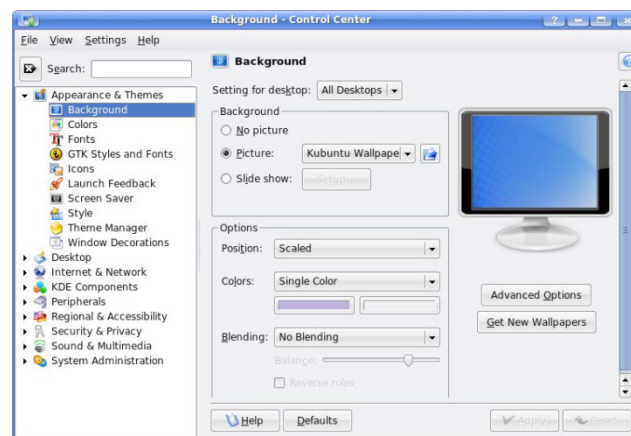 Background - Control Center
File View Settings Help
Search:
Appearance & Themes
Background
Colors
Fonts
GTK Styles and Fonts
Icons
Launch Feedback
Screen Saver
Style
Theme Manager
Window Decorations
Desktop
Internet & Network
KDE Components
Peripherals
Regional & Accessibility
Security & Privacy
Sound & Multimedia
System Administration
Background
Setting for desktop: All Desktops
Background
No picture
Picture: Kubuntu Wallpape
Slide show: Setup...
Options
Position: Scaled
Colors: Single Color
Blending: No Blending
Balance:
Reverse roles
Advanced Options
Get New Wallpapers
Help Defaults Apply Reset